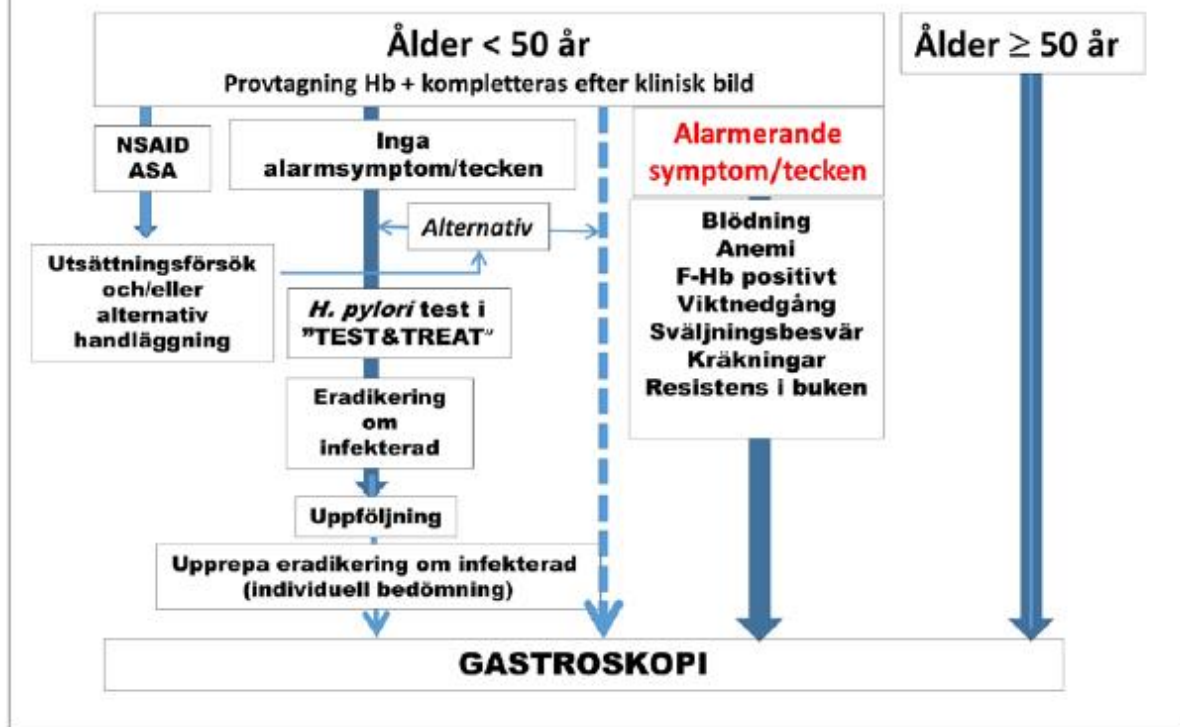 Ålder < 50 år
Provtagning Hb + kompletteras efter klinisk bild
Ålder ≥ 50 år
NSAID
ASA
Inga
alarmsymptom/tecken
Alarmerande
symptom/tecken
Alternativ
Utsättningsförsök
och/eller
alternativ
handläggning
H. pylori test i
”TEST&TREAT”
Eradikering
om
infekterad
Uppföljning
Upprepa eradikering om infekterad
(individuell bedömning)
Blödning
Anemi
F-Hb positivt
Viktnedgång
Sväljningsbesvär
Kräkningar
Resistens i buken
GASTROSKOPI